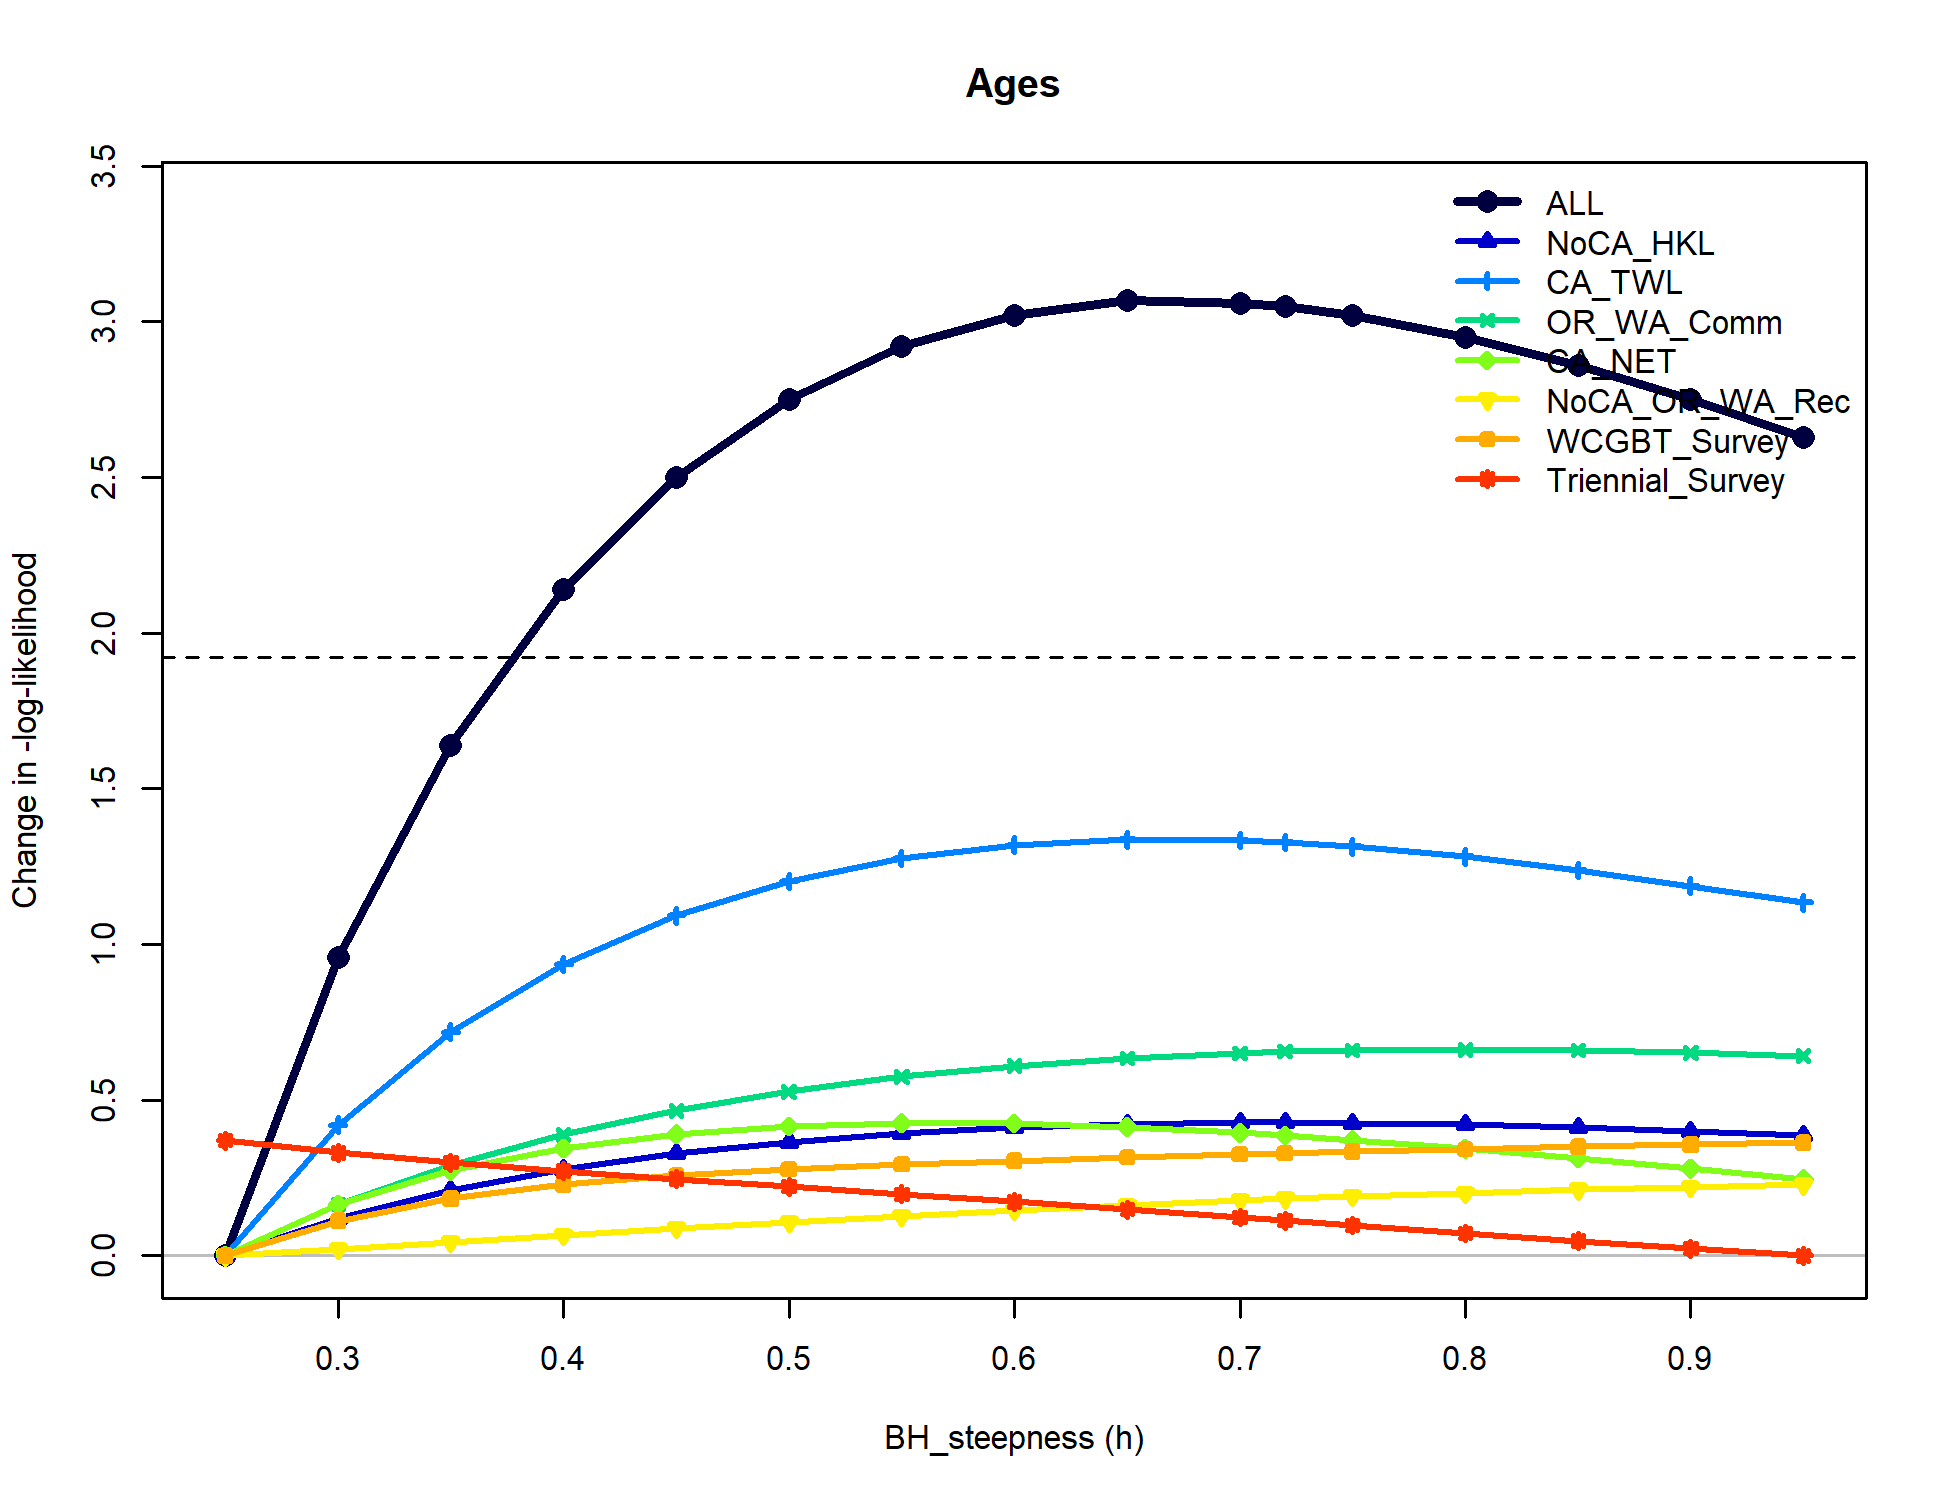 Ages
Change in -log-likelihood
3.5
3.0
2.5
2.0
1.5
1.0
0.5
0.0
ALL
NoCA_HKL
CA_TWL
OR_WA_Comm
CA_NET
NoCA_OR_WA_Rec
WCGBT_Survey
Triennial_Survey
0.3 0.4 0.5 0.6 0.7 0.8 0.9
BH_steepness (h)